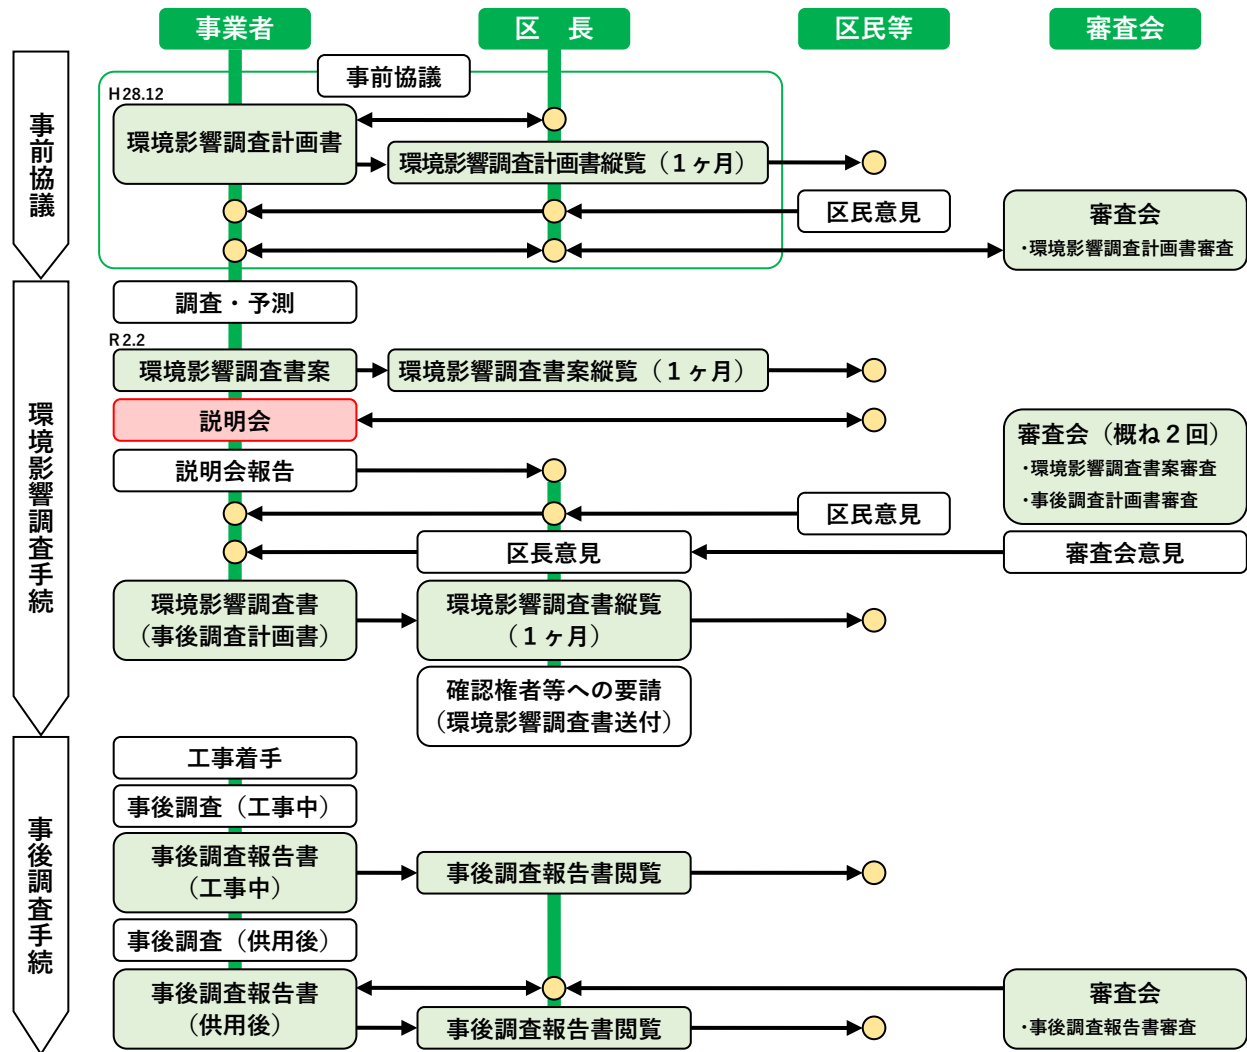 事業者
区　長
区民等
審査会
事前協議
事前協議
H28.12
環境影響調査計画書
環境影響調査計画書縦覧（１ヶ月）
区民意見
審査会
・環境影響調査計画書審査
環境影響調査手続
調査・予測
R2.2
環境影響調査書案
環境影響調査書案縦覧（１ヶ月）
説明会
審査会（概ね２回）
・環境影響調査書案審査
・事後調査計画書審査
説明会報告
区民意見
区長意見
審査会意見
環境影響調査書
（事後調査計画書）
環境影響調査書縦覧
（１ヶ月）
確認権者等への要請
（環境影響調査書送付）
事後調査手続
工事着手
事後調査（工事中）
事後調査報告書
（工事中）
事後調査報告書閲覧
事後調査（供用後）
事後調査報告書
（供用後）
事後調査報告書閲覧
審査会
・事後調査報告書審査